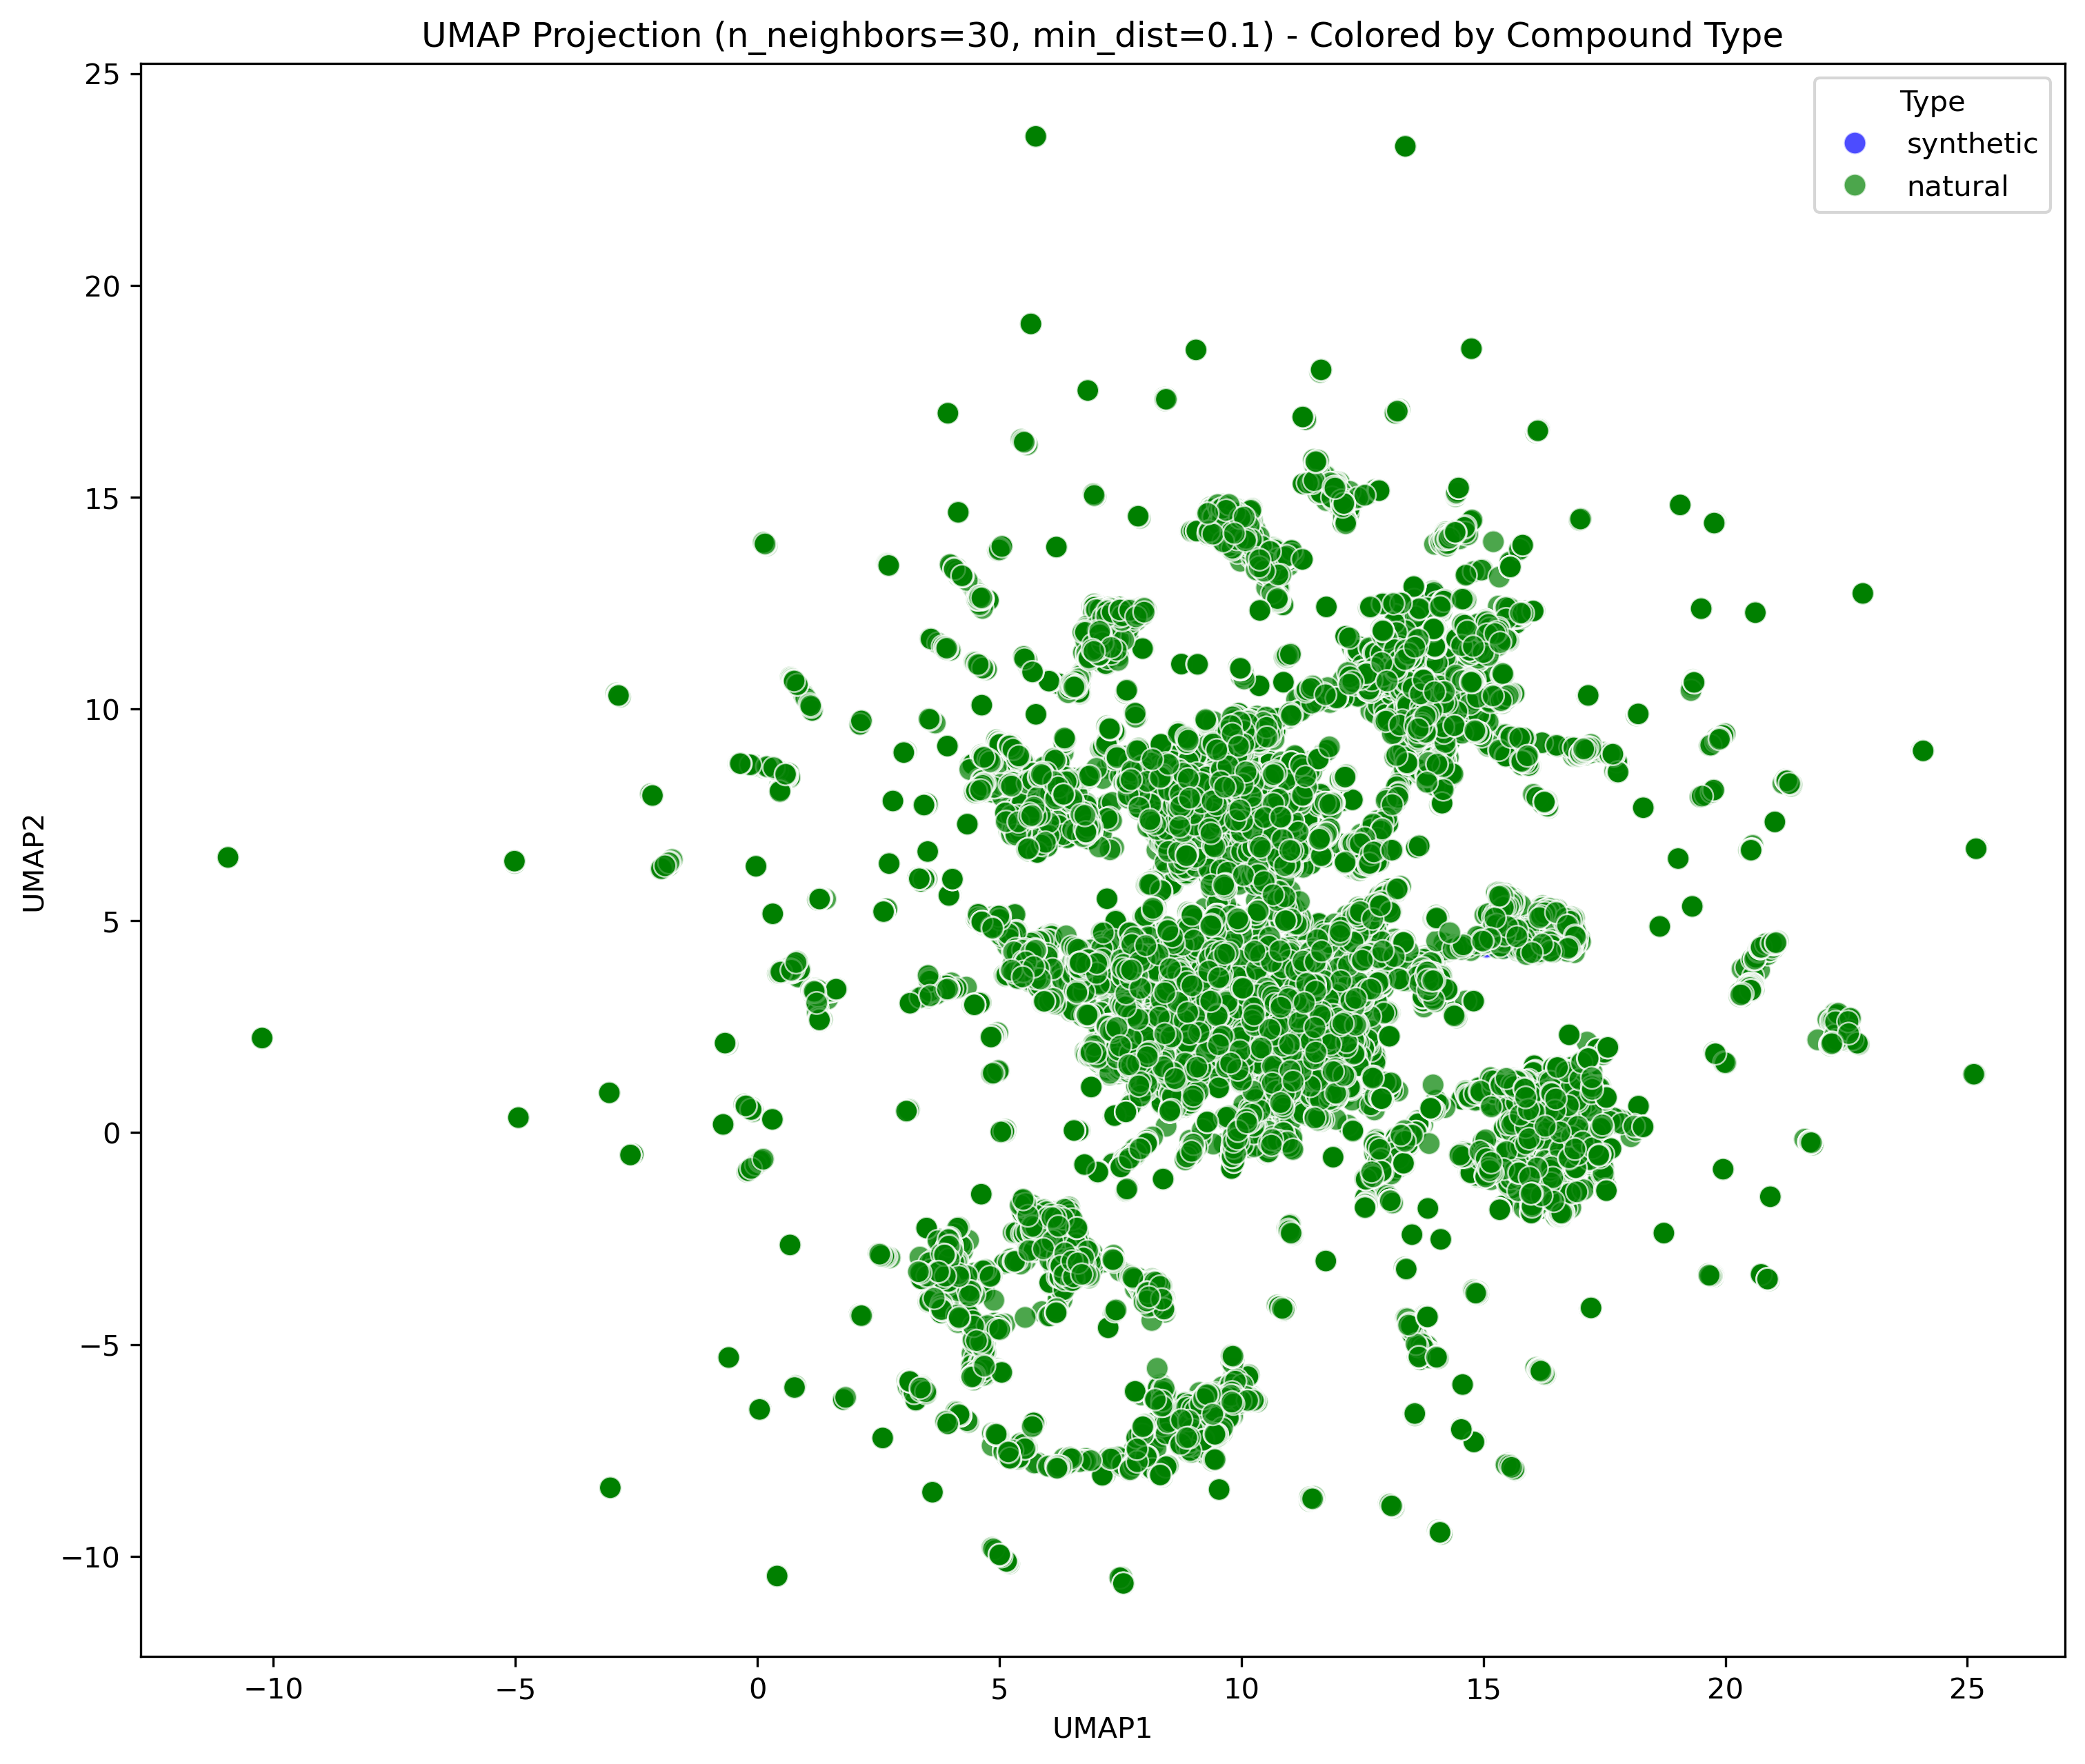 UMAP Projection (n_neighbors=30, min_dist=0.1) - Colored by Compound Type
Type
synthetic
natural
25
20
15
10
5
0
−5
−10
UMAP2
−10
−5
0
5
10
15
20
25
UMAP1